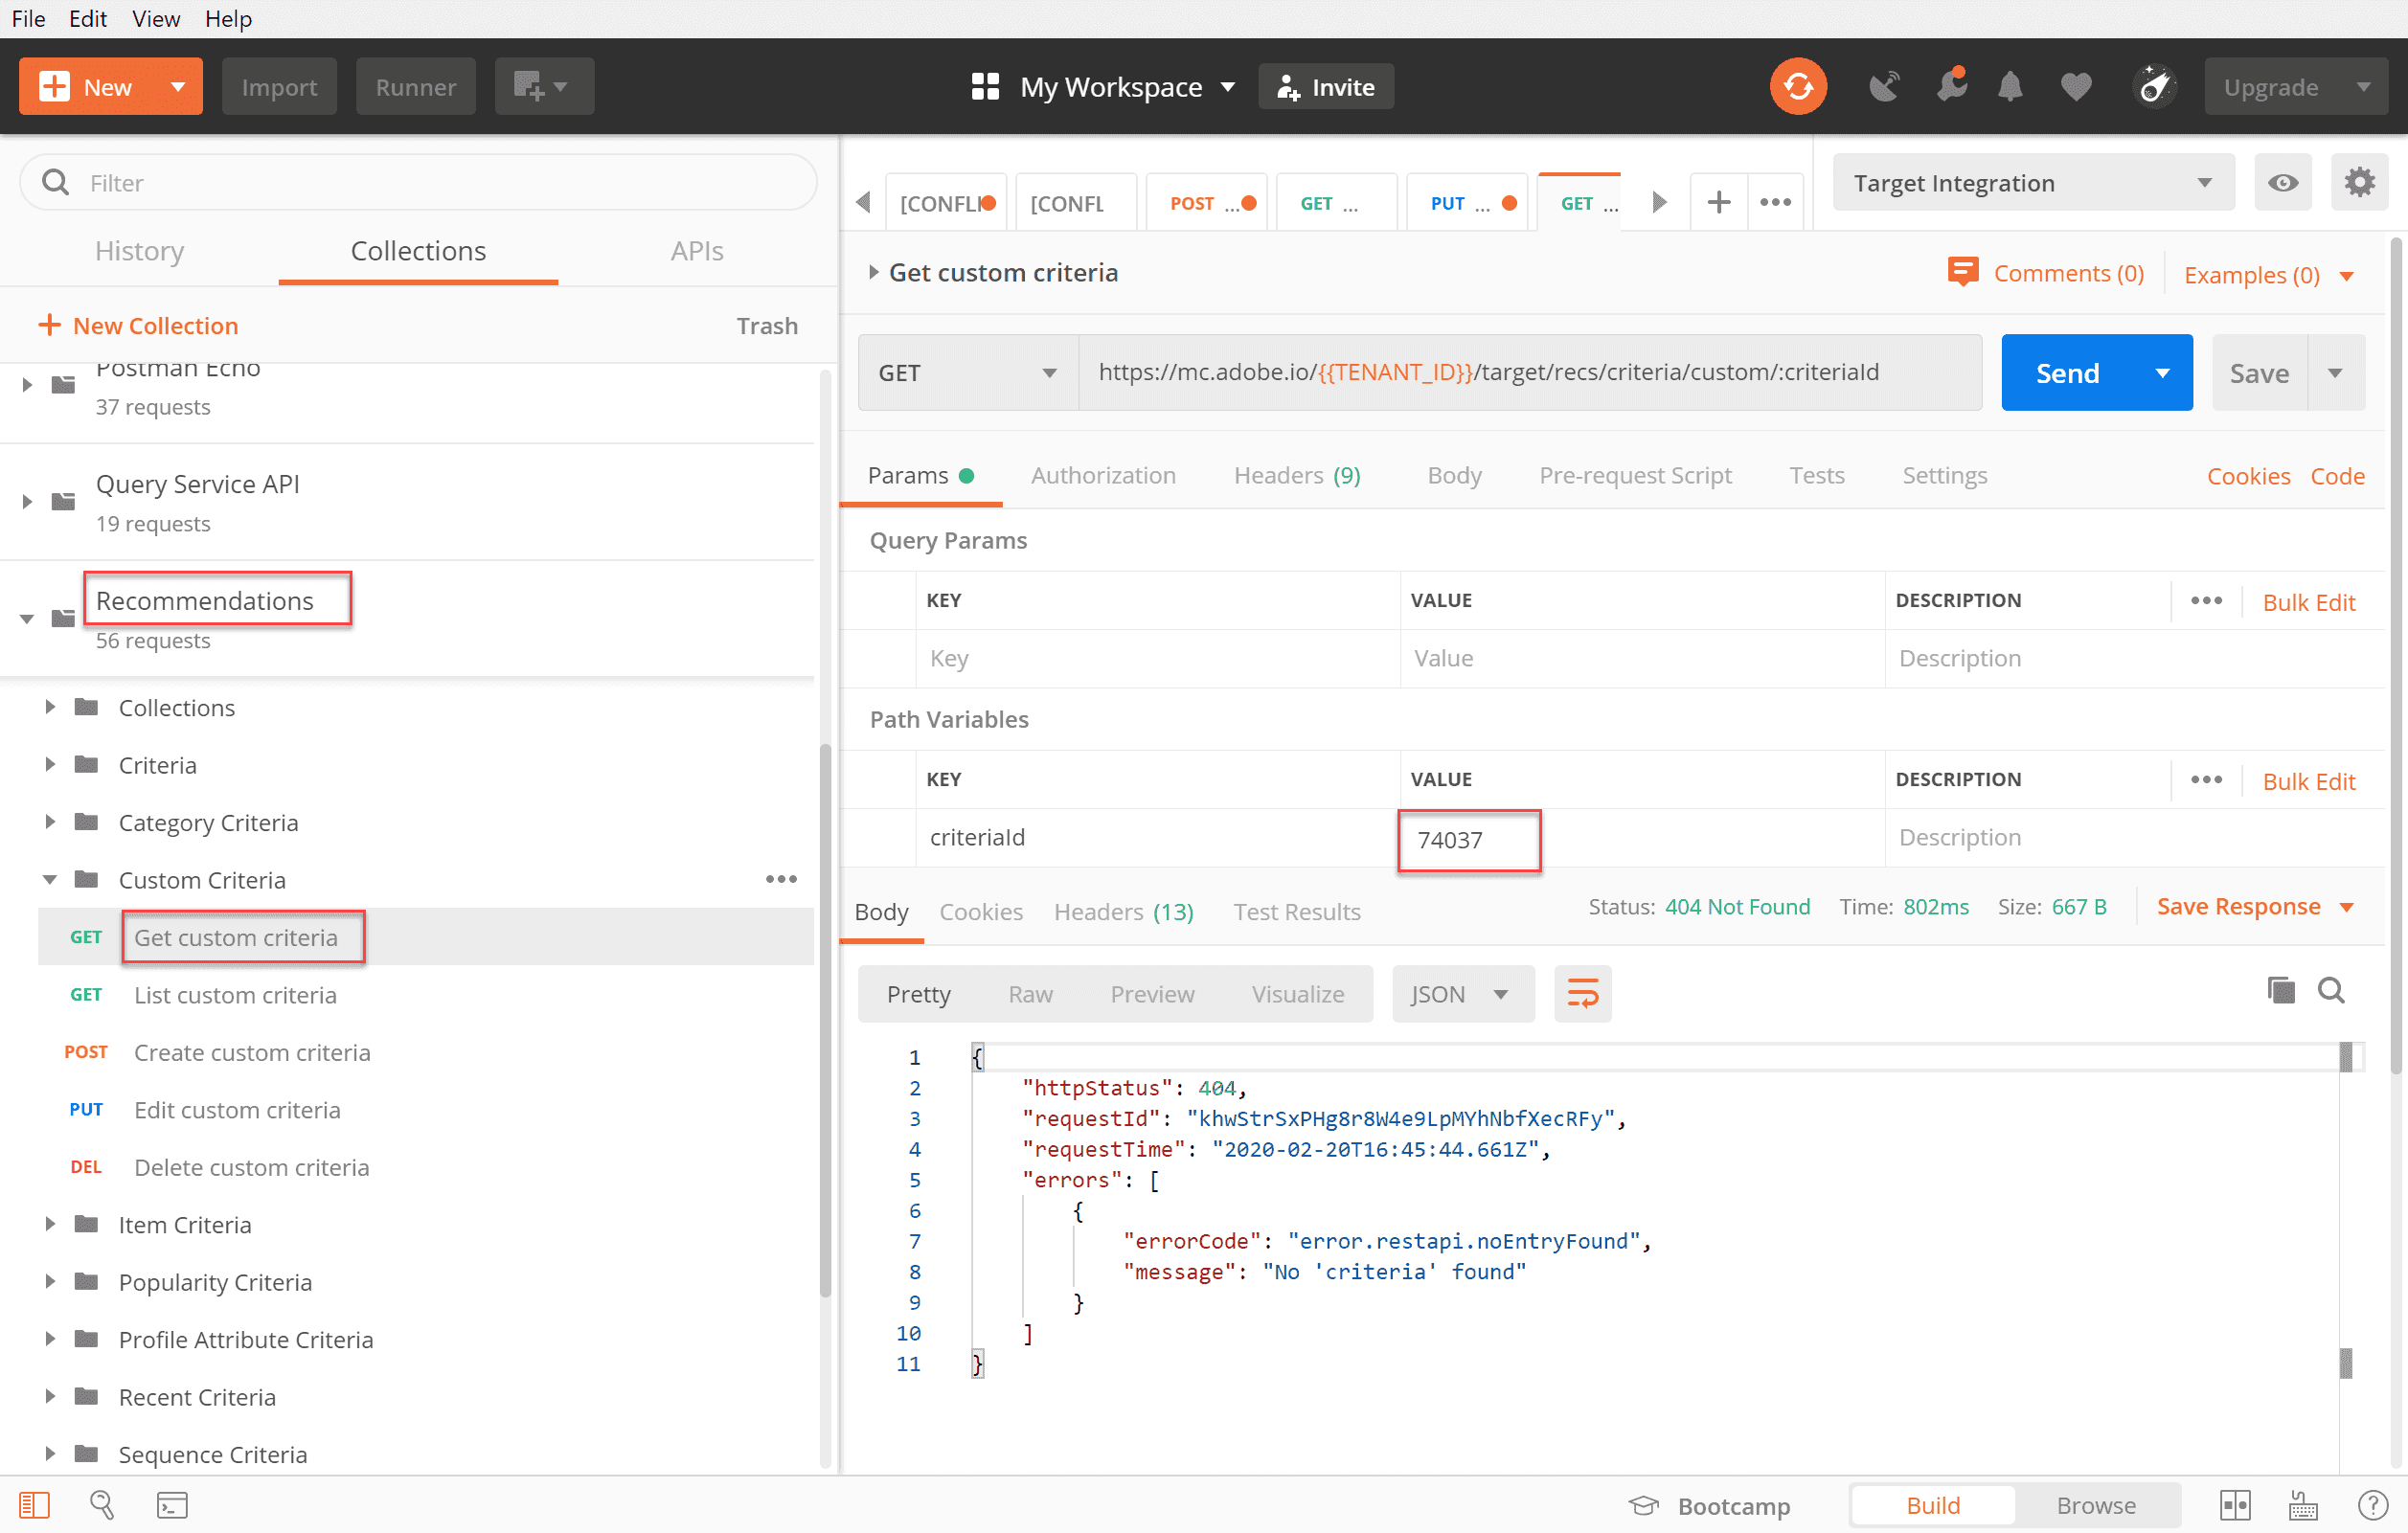 File Edit View Help
New Import Runner My Workspace Invite Upgrade
Filter
History Collections APIs
New Collection Trash
Postman Echo
37 requests
Query Service API
19 requests
Recommendations
56 requests
Collections
Criteria
Category Criteria
Custom Criteria
GET Get custom criteria
GET List custom criteria
POST Create custom criteria
PUT Edit custom criteria
DEL Delete custom criteria
Item Criteria
Popularity Criteria
Profile Attribute Criteria
Recent Criteria
Sequence Criteria
[CONFLI [CONFL POST ... GET ... PUT ... GET ... Target Integration
Get custom criteria Comments (0) Examples (0)
GET https://mc.adobe.io/{{TENANT_ID}}/target/recs/criteria/custom/:criteriaId Send Save
Params Authorization Headers (9) Body Pre-request Script Tests Settings Cookies Code
Query Params
KEY VALUE DESCRIPTION ••• Bulk Edit
Key Value Description
Path Variables
KEY VALUE DESCRIPTION ••• Bulk Edit
criteriaId 74037 Description
Body Cookies Headers (13) Test Results Status: 404 Not Found Time: 802ms Size: 667 B Save Response
Pretty Raw Preview Visualize JSON
1 {
2 "httpStatus": 404,
3 "requestId": "khwStrSxPHg8r8W4e9LpMYhNbfXecRFy",
4 "requestTime": "2020-02-20T16:45:44.661Z",
5 "errors": [
6 {
7 "errorCode": "error.restapi.noEntryFound",
8 "message": "No 'criteria' found"
9 }
10 ]
11 }
Bootcamp Build Browse